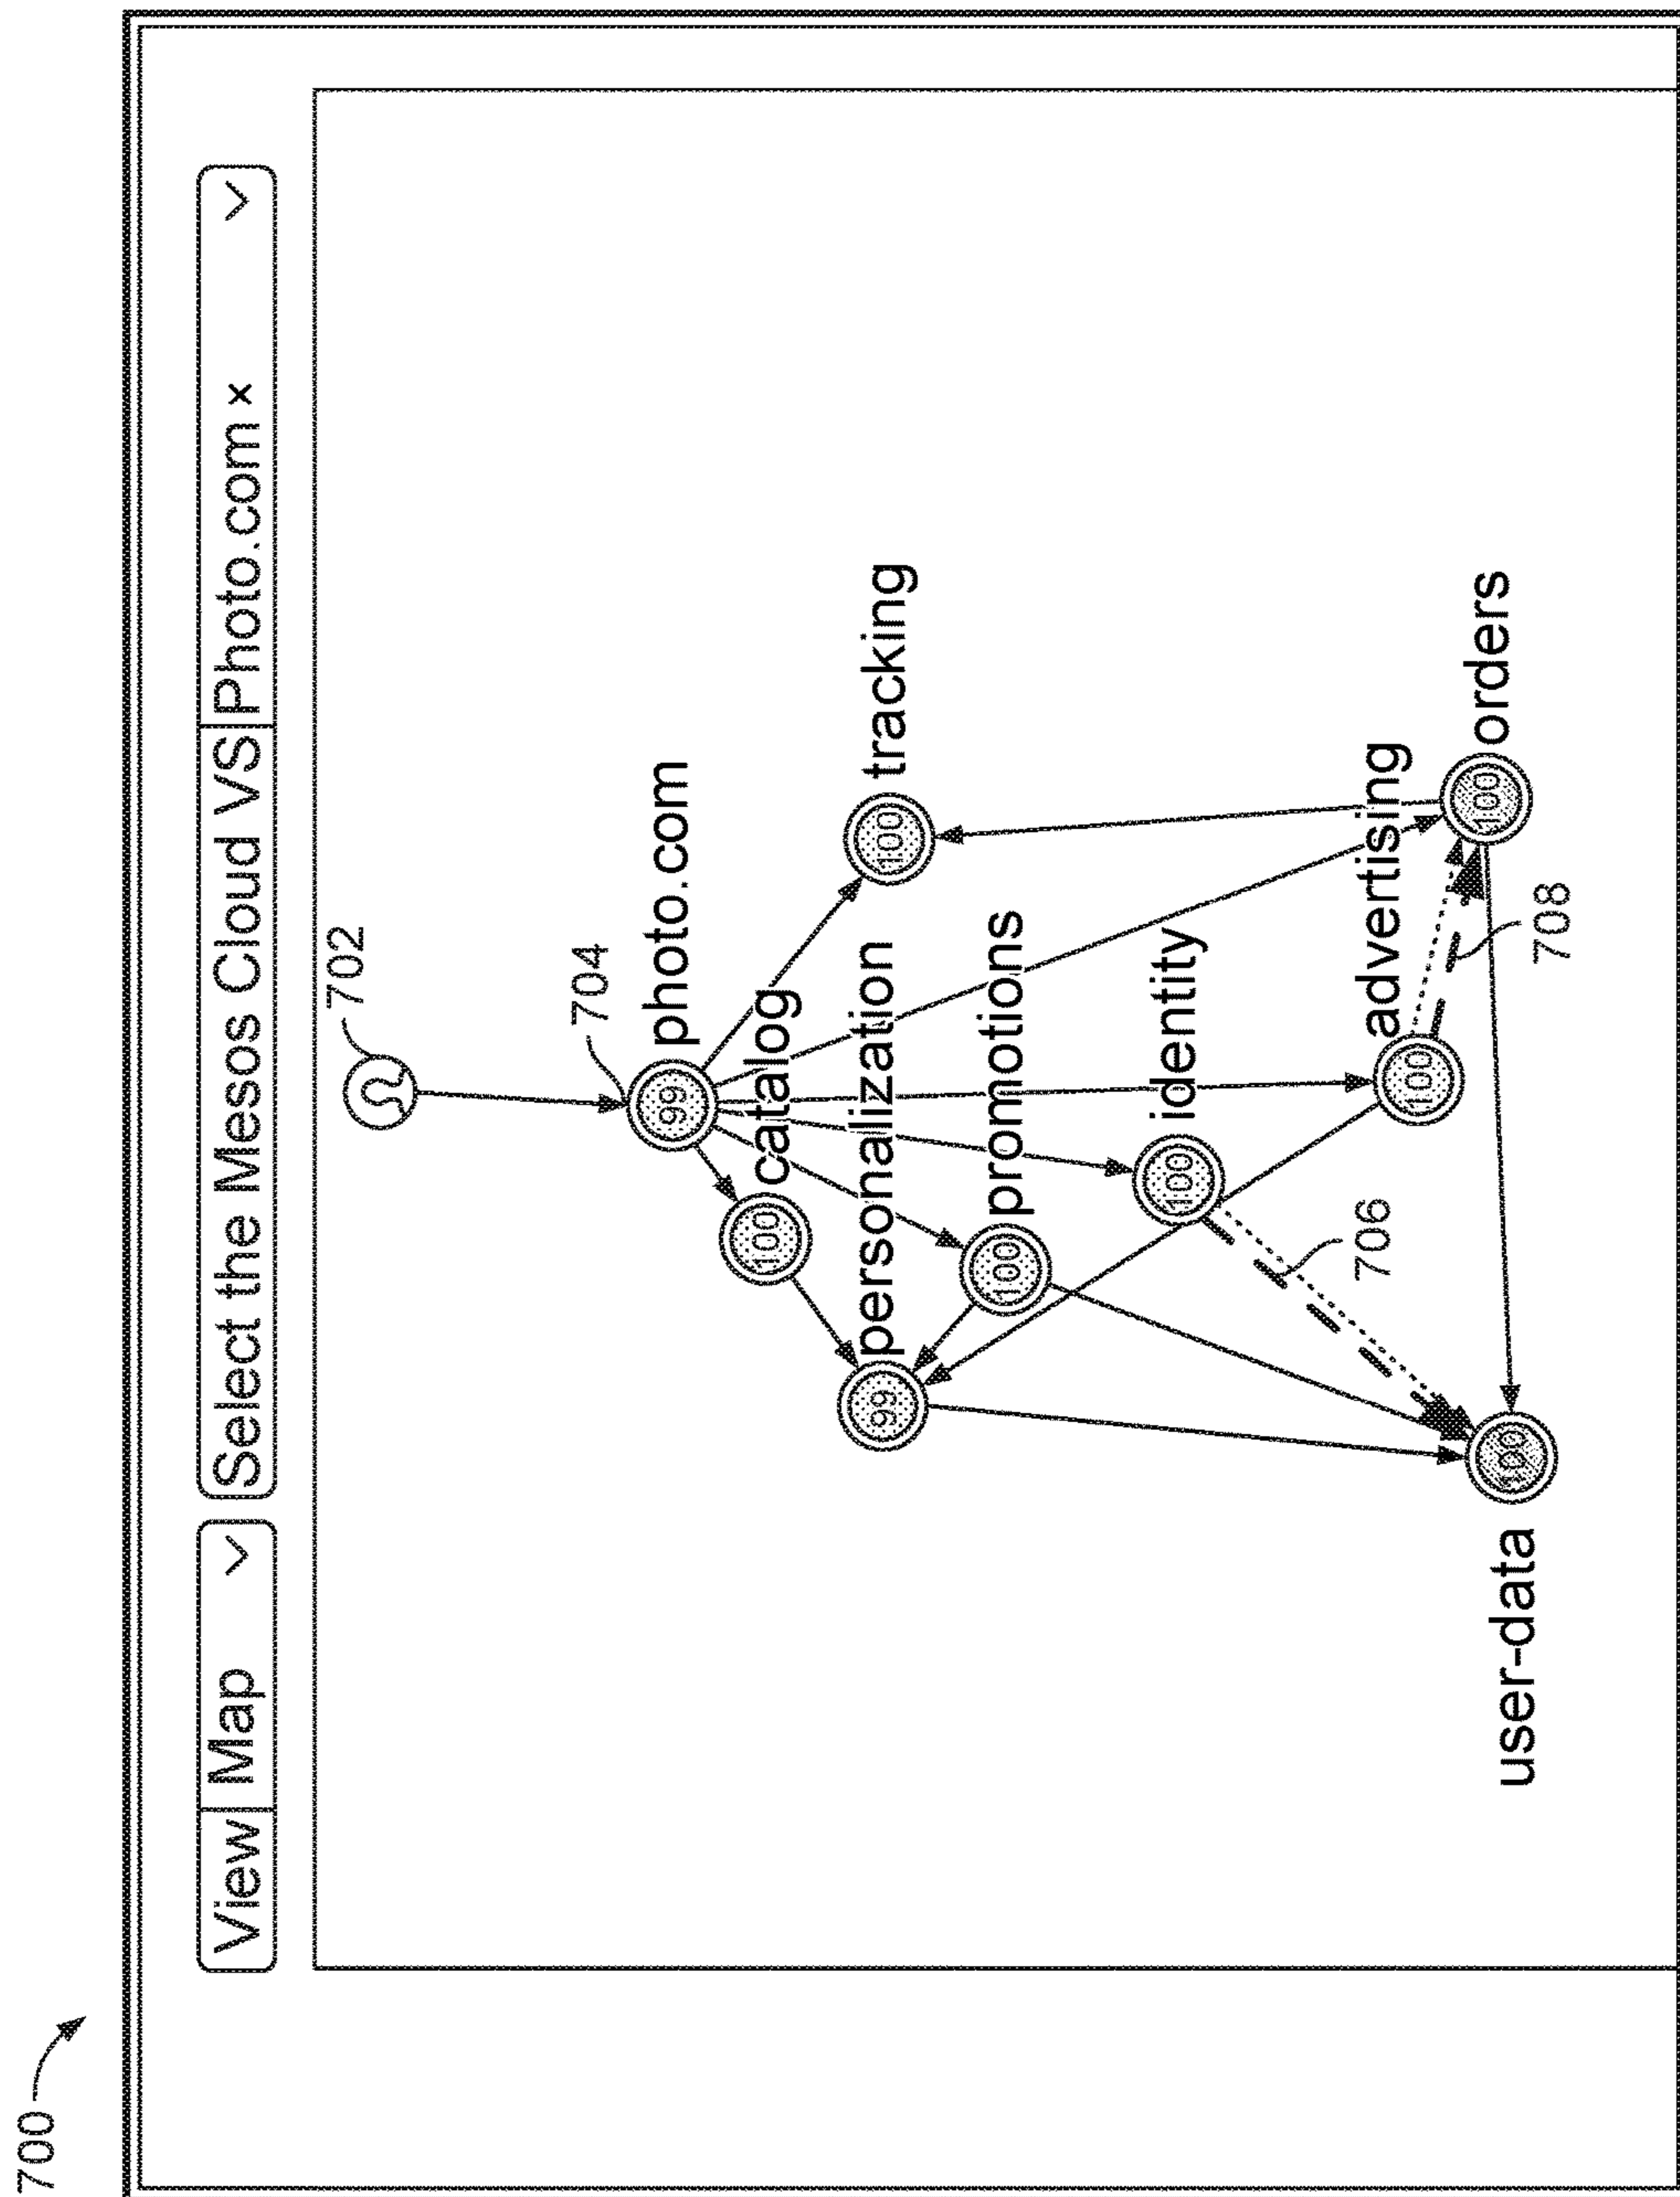 700
View Map
Select the Mesos Cloud VS Photo.com ×
702
704
99 photo.com
100 catalog
99 personalization
100 tracking
100 promotions
100 identity
706
100 advertising
708
100 orders
user-data 100